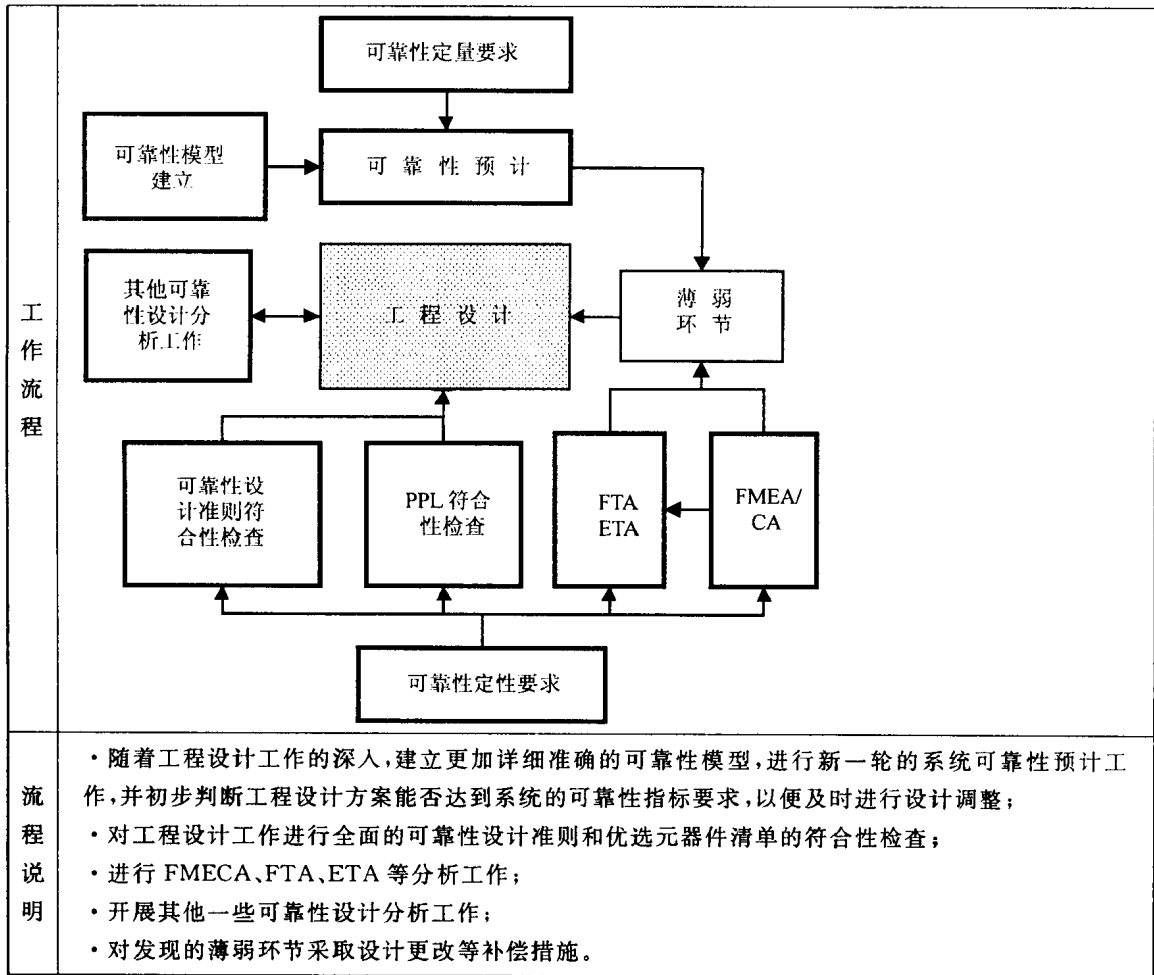 工作流程
可靠性定量要求
可靠性模型
建立
可靠性预计
其他可靠
性设计分
析工作
工程设计
薄弱
环节
可靠性设
计准则符
合性检查
PPL符合
性检查
FTA
ETA
FMEA/
CA
可靠性定性要求
流程说明
·随着工程设计工作的深入,建立更加详细准确的可靠性模型,进行新一轮的系统可靠性预计工
作,并初步判断工程设计方案能否达到系统的可靠性指标要求,以便及时进行设计调整;
·对工程设计工作进行全面的可靠性设计准则和优选元器件清单的符合性检查;
·进行 FMECA、FTA、ETA 等分析工作;
·开展其他一些可靠性设计分析工作;
·对发现的薄弱环节采取设计更改等补偿措施。